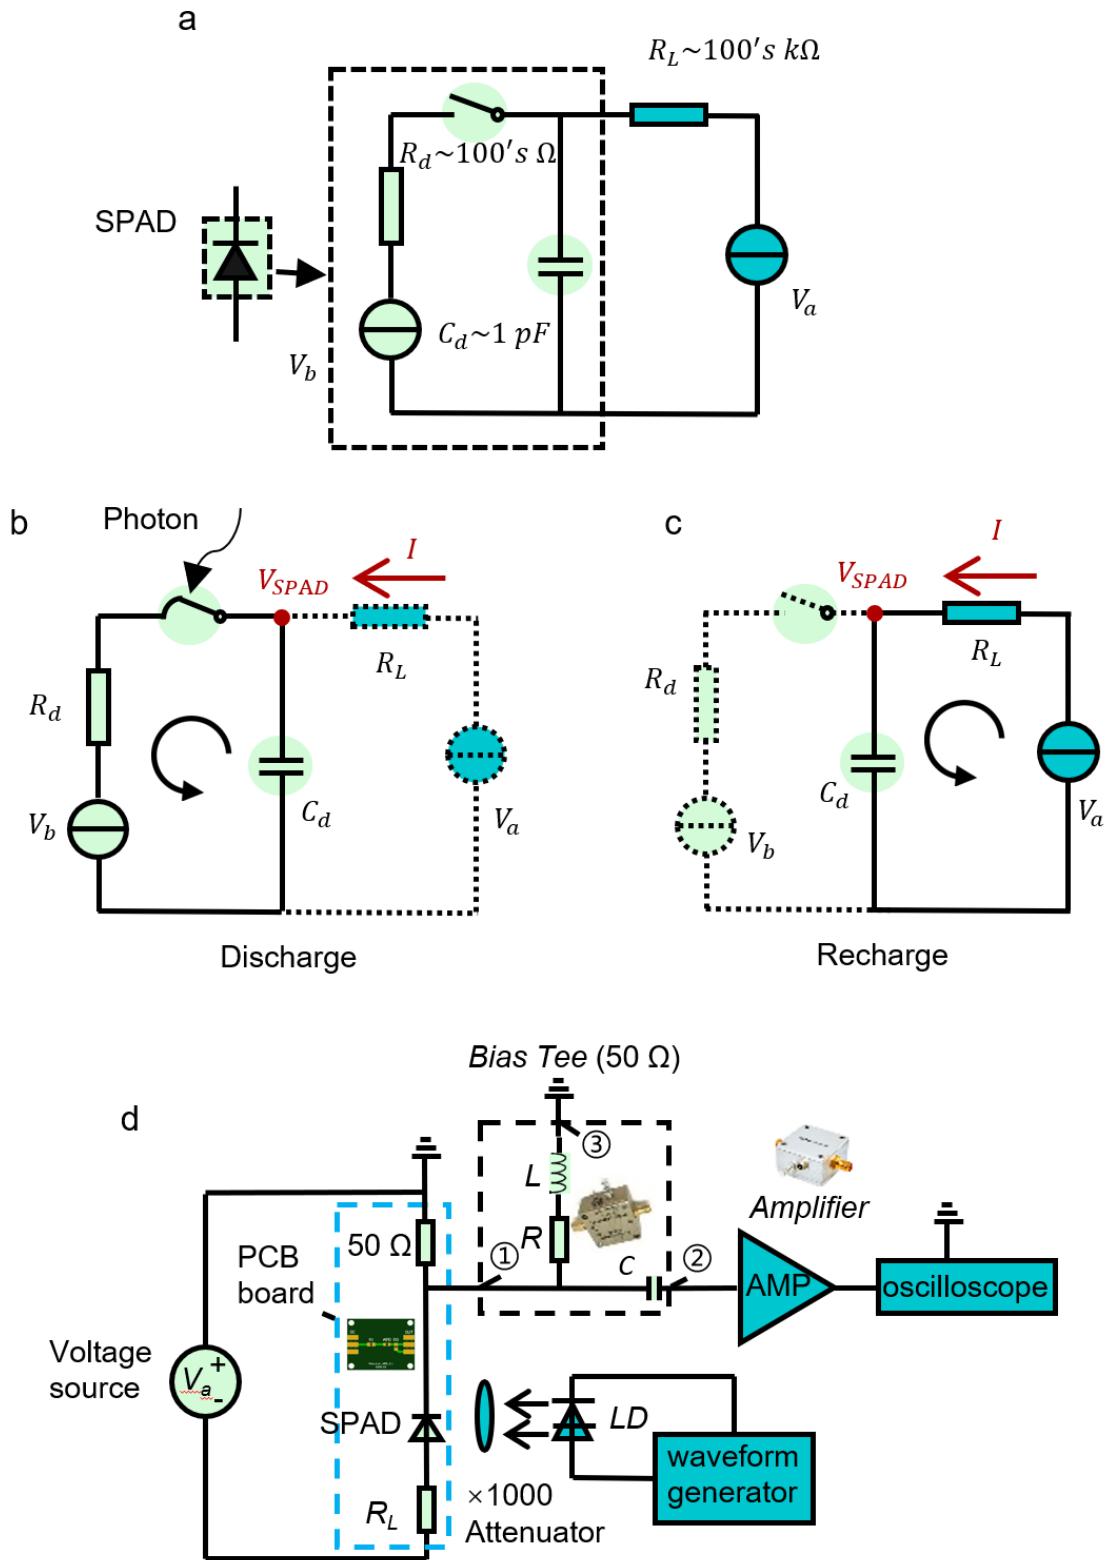 a
R_L~100's kΩ
R_d~100's Ω
SPAD
V_a
C_d~1 pF
V_b
b
Photon
c
I
I
V_SPAD
V_SPAD
R_L
R_L
R_d
R_d
C_d
V_a
V_b
C_d
V_a
V_b
Discharge
Recharge
Bias Tee (50 Ω)
d
③
L
Amplifier
50 Ω
R
PCB
board
①
C
②
AMP
oscilloscope
Voltage
source
+
V_a
-
SPAD
LD
waveform
generator
×1000
Attenuator
R_L